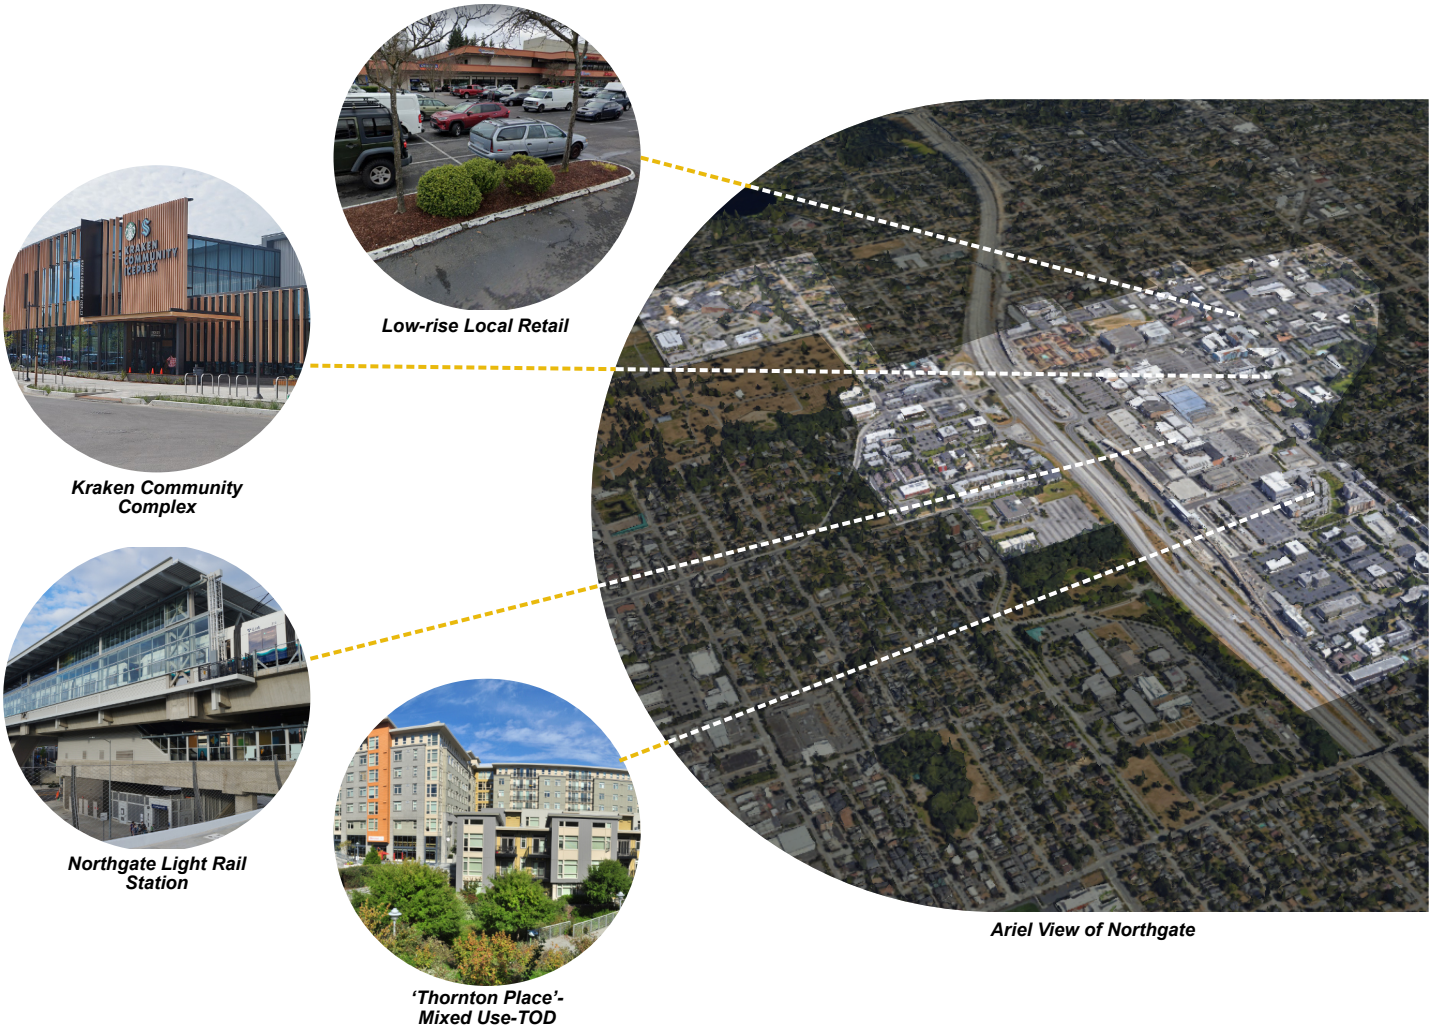 Low-rise Local Retail
KRAKEN
COMMUNITY
ICEPLEX
Kraken Community
Complex
Northgate Light Rail
Station
‘Thornton Place’-
Mixed Use-TOD
Ariel View of Northgate